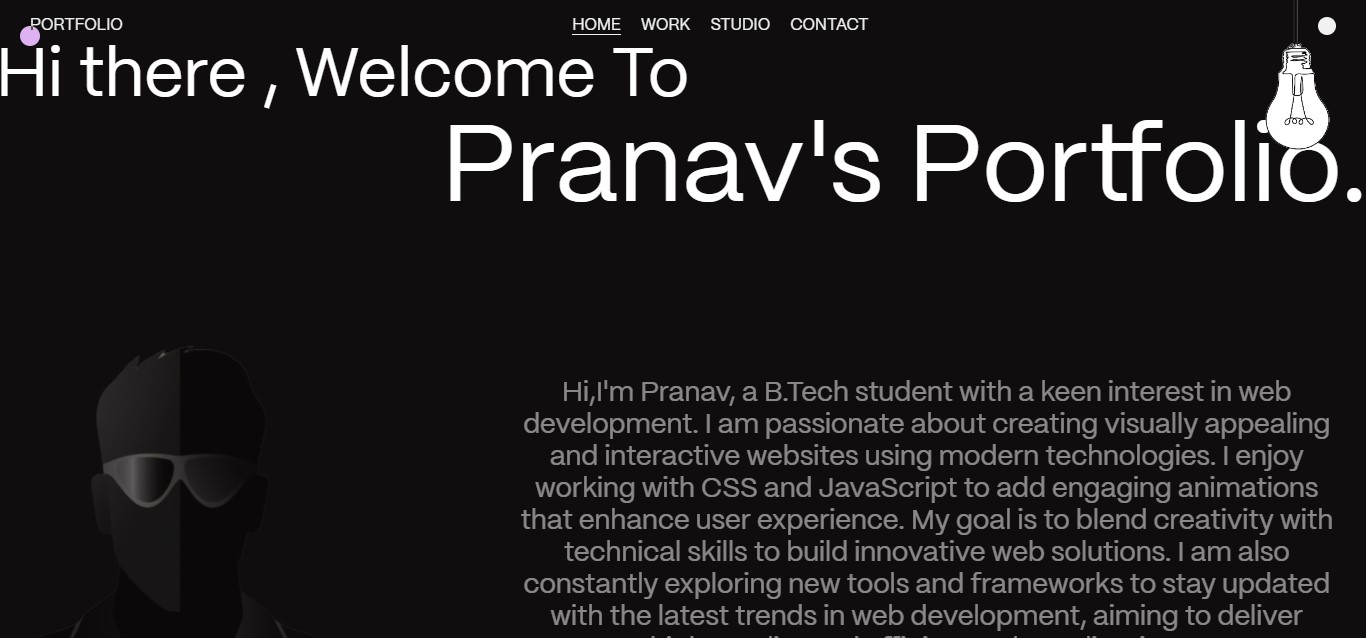 PORTFOLIO
HOME WORK STUDIO CONTACT
Hi there , Welcome To
Pranav's Portfolio.
Hi,I'm Pranav, a B.Tech student with a keen interest in web
development. I am passionate about creating visually appealing
and interactive websites using modern technologies. I enjoy
working with CSS and JavaScript to add engaging animations
that enhance user experience. My goal is to blend creativity with
technical skills to build innovative web solutions. I am also
constantly exploring new tools and frameworks to stay updated
with the latest trends in web development, aiming to deliver